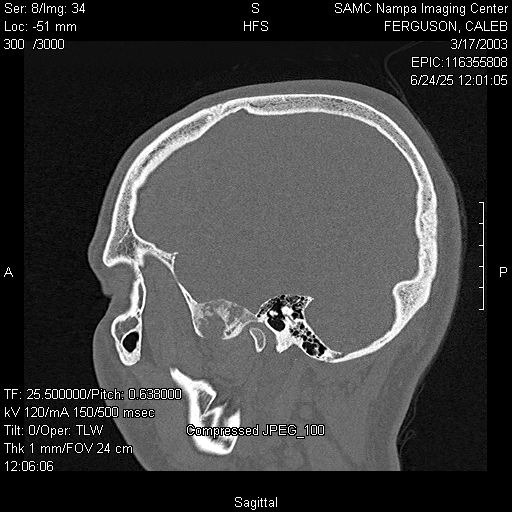 Ser: 8/Img: 34
Loc: -51 mm
300 /3000
S
HFS
SAMC Nampa Imaging Center
FERGUSON, CALEB
3/17/2003
EPIC:116355808
6/24/25 12:01:05
A
P
TF: 25.500000/Pitch: 0.638000
kV 120/mA 150/500 msec
Tilt: 0/Oper: TLW
Thk 1 mm/FOV 24 cm
12:06:06
Compressed JPEG_100
Sagittal